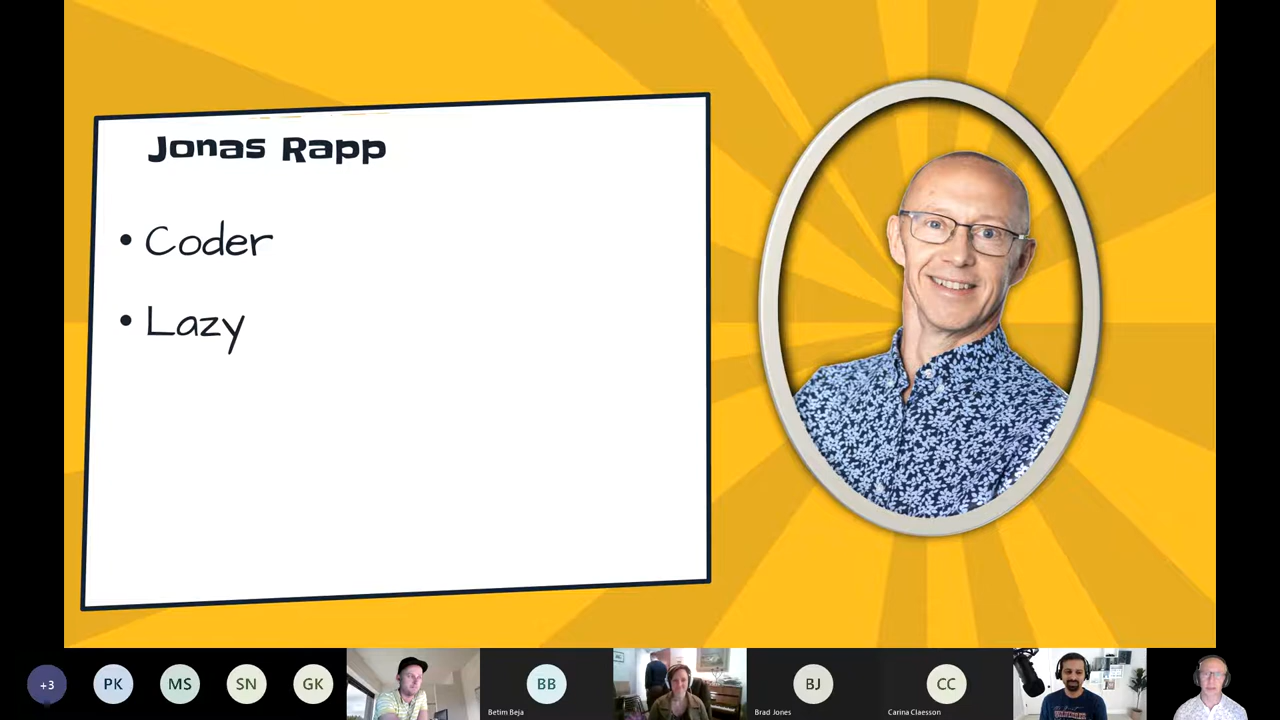 Jonas Rapp
• Coder
• Lazy
+3
PK
MS
SN
GK
BB
Betim Beja
BJ
Brad Jones
CC
Carina Claesson